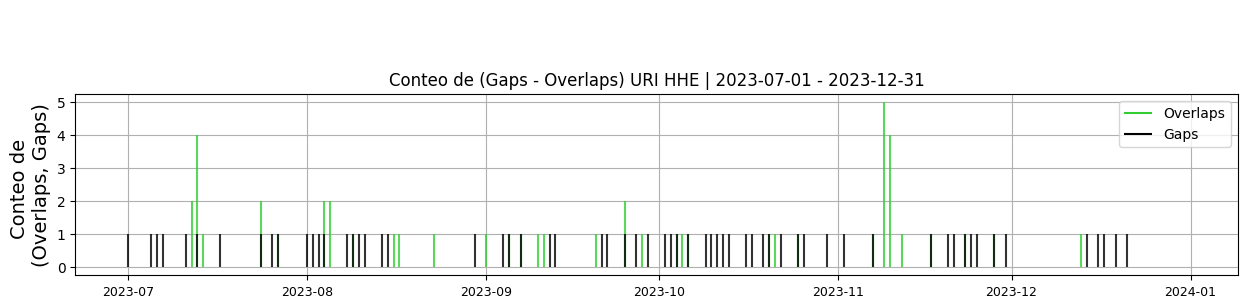 Conteo de (Gaps - Overlaps) URI HHE | 2023-07-01 - 2023-12-31
Conteo de
(Overlaps, Gaps)
5
4
3
2
1
0
Overlaps
Gaps
2023-07
2023-08
2023-09
2023-10
2023-11
2023-12
2024-01